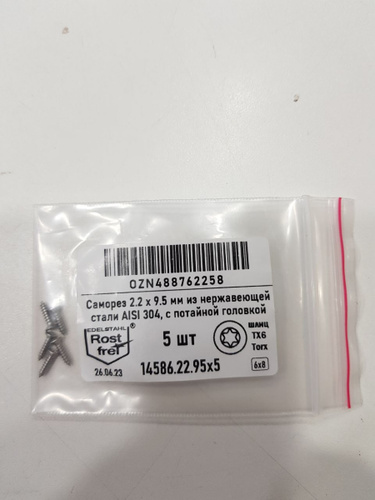 OZN488762258
Саморез 2.2 x 9.5 мм из нержавеющей
стали AISI 304, с потайной головкой
EDELSTAHL
Rost
frei
®
5 шт
шлиц
TX6
Torx
26.06.23
14586.22.95x5
6x8